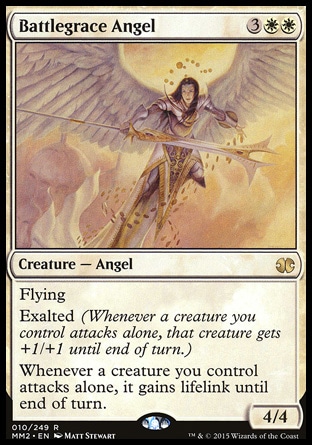 Battlegrace Angel 3
Creature — Angel
Flying
Exalted (Whenever a creature you
control attacks alone, that creature gets
+1/+1 until end of turn.)
Whenever a creature you control
attacks alone, it gains lifelink until
end of turn.
4/4
010/249 R
MM2 • EN Matt Stewart
™ & © 2015 Wizards of the Coast